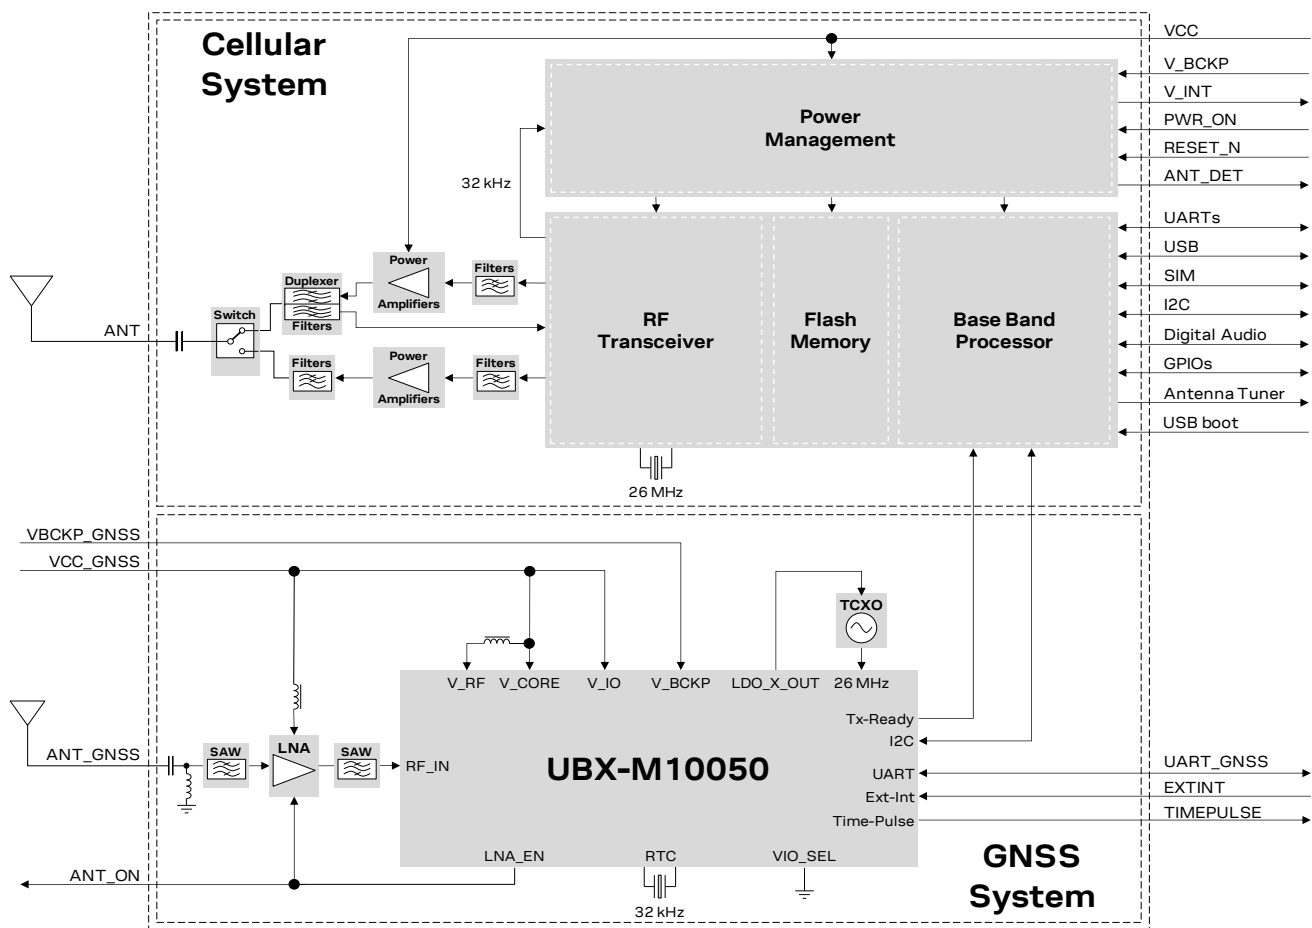 Cellular
System
VCC
V_BCKP
V_INT
PWR_ON
RESET_N
ANT_DET
Power
Management
32 kHz
UARTs
USB
SIM
I2C
Digital Audio
GPIOs
Antenna Tuner
USB boot
ANT
Switch
Duplexer
Filters
Power
Amplifiers
Filters
Filters
Power
Amplifiers
Filters
RF
Transceiver
Flash
Memory
Base Band
Processor
26 MHz
VBCKP_GNSS
VCC_GNSS
TCXO
V_RF
V_CORE
V_IO
V_BCKP
LDO_X_OUT
26 MHz
ANT_GNSS
SAW
LNA
SAW
RF_IN
UBX-M10050
Tx-Ready
I2C
UART
Ext-Int
Time-Pulse
UART_GNSS
EXTINT
TIMEPULSE
LNA_EN
RTC
VIO_SEL
ANT_ON
32 kHz
GNSS
System